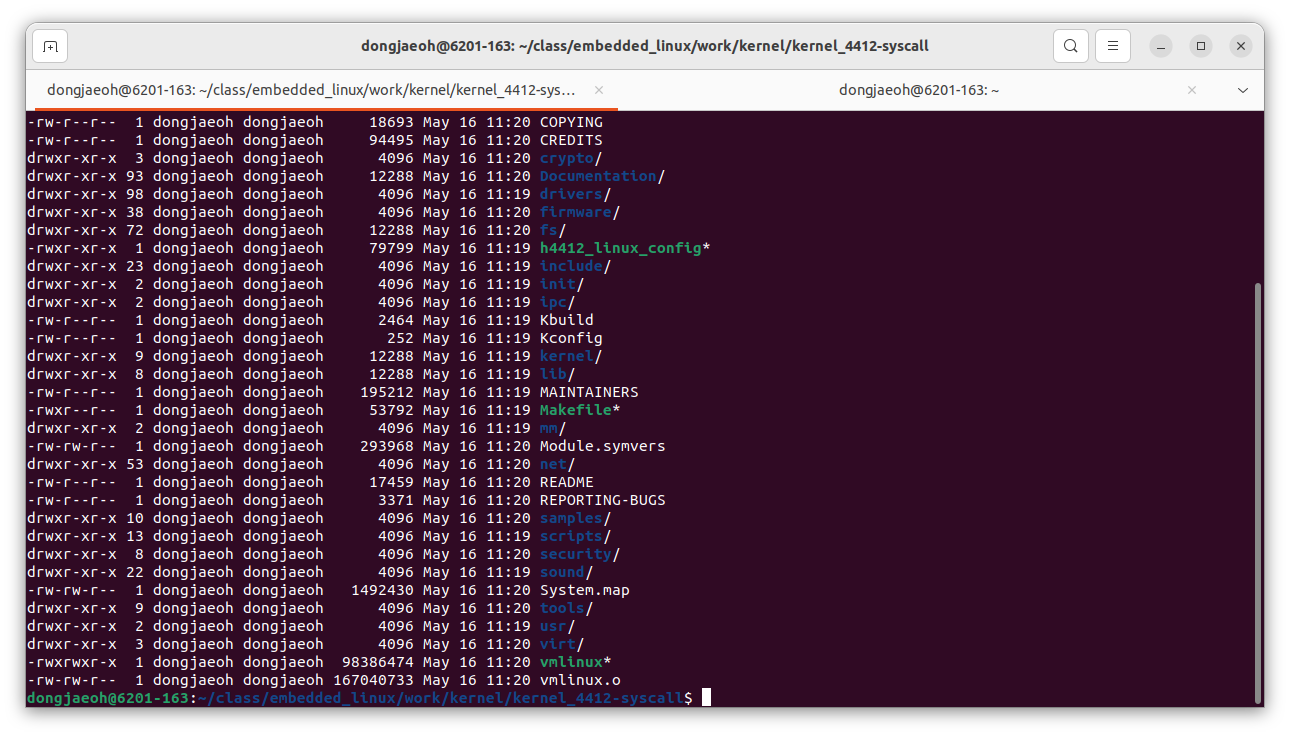 dongjaeoh@6201-163: ~/class/embedded_linux/work/kernel/kernel_4412-syscall
dongjaeoh@6201-163: ~/class/embedded_linux/work/kernel/kernel_4412-sys…
dongjaeoh@6201-163: ~
-rw-r--r--  1 dongjaeoh dongjaeoh     18693 May 16 11:20 COPYING
-rw-r--r--  1 dongjaeoh dongjaeoh     94495 May 16 11:20 CREDITS
drwxr-xr-x  3 dongjaeoh dongjaeoh      4096 May 16 11:20 crypto/
drwxr-xr-x 93 dongjaeoh dongjaeoh     12288 May 16 11:20 Documentation/
drwxr-xr-x 98 dongjaeoh dongjaeoh      4096 May 16 11:19 drivers/
drwxr-xr-x 38 dongjaeoh dongjaeoh      4096 May 16 11:20 firmware/
drwxr-xr-x 72 dongjaeoh dongjaeoh     12288 May 16 11:20 fs/
-rwxr-xr-x  1 dongjaeoh dongjaeoh     79799 May 16 11:19 h4412_linux_config*
drwxr-xr-x 23 dongjaeoh dongjaeoh      4096 May 16 11:19 include/
drwxr-xr-x  2 dongjaeoh dongjaeoh      4096 May 16 11:19 init/
drwxr-xr-x  2 dongjaeoh dongjaeoh      4096 May 16 11:19 ipc/
-rw-r--r--  1 dongjaeoh dongjaeoh      2464 May 16 11:19 Kbuild
-rw-r--r--  1 dongjaeoh dongjaeoh       252 May 16 11:19 Kconfig
drwxr-xr-x  9 dongjaeoh dongjaeoh     12288 May 16 11:19 kernel/
drwxr-xr-x  8 dongjaeoh dongjaeoh     12288 May 16 11:19 lib/
-rw-r--r--  1 dongjaeoh dongjaeoh    195212 May 16 11:19 MAINTAINERS
-rwxr--r--  1 dongjaeoh dongjaeoh     53792 May 16 11:19 Makefile*
drwxr-xr-x  2 dongjaeoh dongjaeoh      4096 May 16 11:19 mm/
-rw-rw-r--  1 dongjaeoh dongjaeoh    293968 May 16 11:20 Module.symvers
drwxr-xr-x 53 dongjaeoh dongjaeoh      4096 May 16 11:20 net/
-rw-r--r--  1 dongjaeoh dongjaeoh     17459 May 16 11:20 README
-rw-r--r--  1 dongjaeoh dongjaeoh      3371 May 16 11:20 REPORTING-BUGS
drwxr-xr-x 10 dongjaeoh dongjaeoh      4096 May 16 11:20 samples/
drwxr-xr-x 13 dongjaeoh dongjaeoh      4096 May 16 11:19 scripts/
drwxr-xr-x  8 dongjaeoh dongjaeoh      4096 May 16 11:20 security/
drwxr-xr-x 22 dongjaeoh dongjaeoh      4096 May 16 11:19 sound/
-rw-rw-r--  1 dongjaeoh dongjaeoh   1492430 May 16 11:20 System.map
drwxr-xr-x  9 dongjaeoh dongjaeoh      4096 May 16 11:20 tools/
drwxr-xr-x  2 dongjaeoh dongjaeoh      4096 May 16 11:19 usr/
drwxr-xr-x  3 dongjaeoh dongjaeoh      4096 May 16 11:20 virt/
-rwxrwxr-x  1 dongjaeoh dongjaeoh  98386474 May 16 11:20 vmlinux*
-rw-rw-r--  1 dongjaeoh dongjaeoh 167040733 May 16 11:20 vmlinux.o
dongjaeoh@6201-163:~/class/embedded_linux/work/kernel/kernel_4412-syscall$